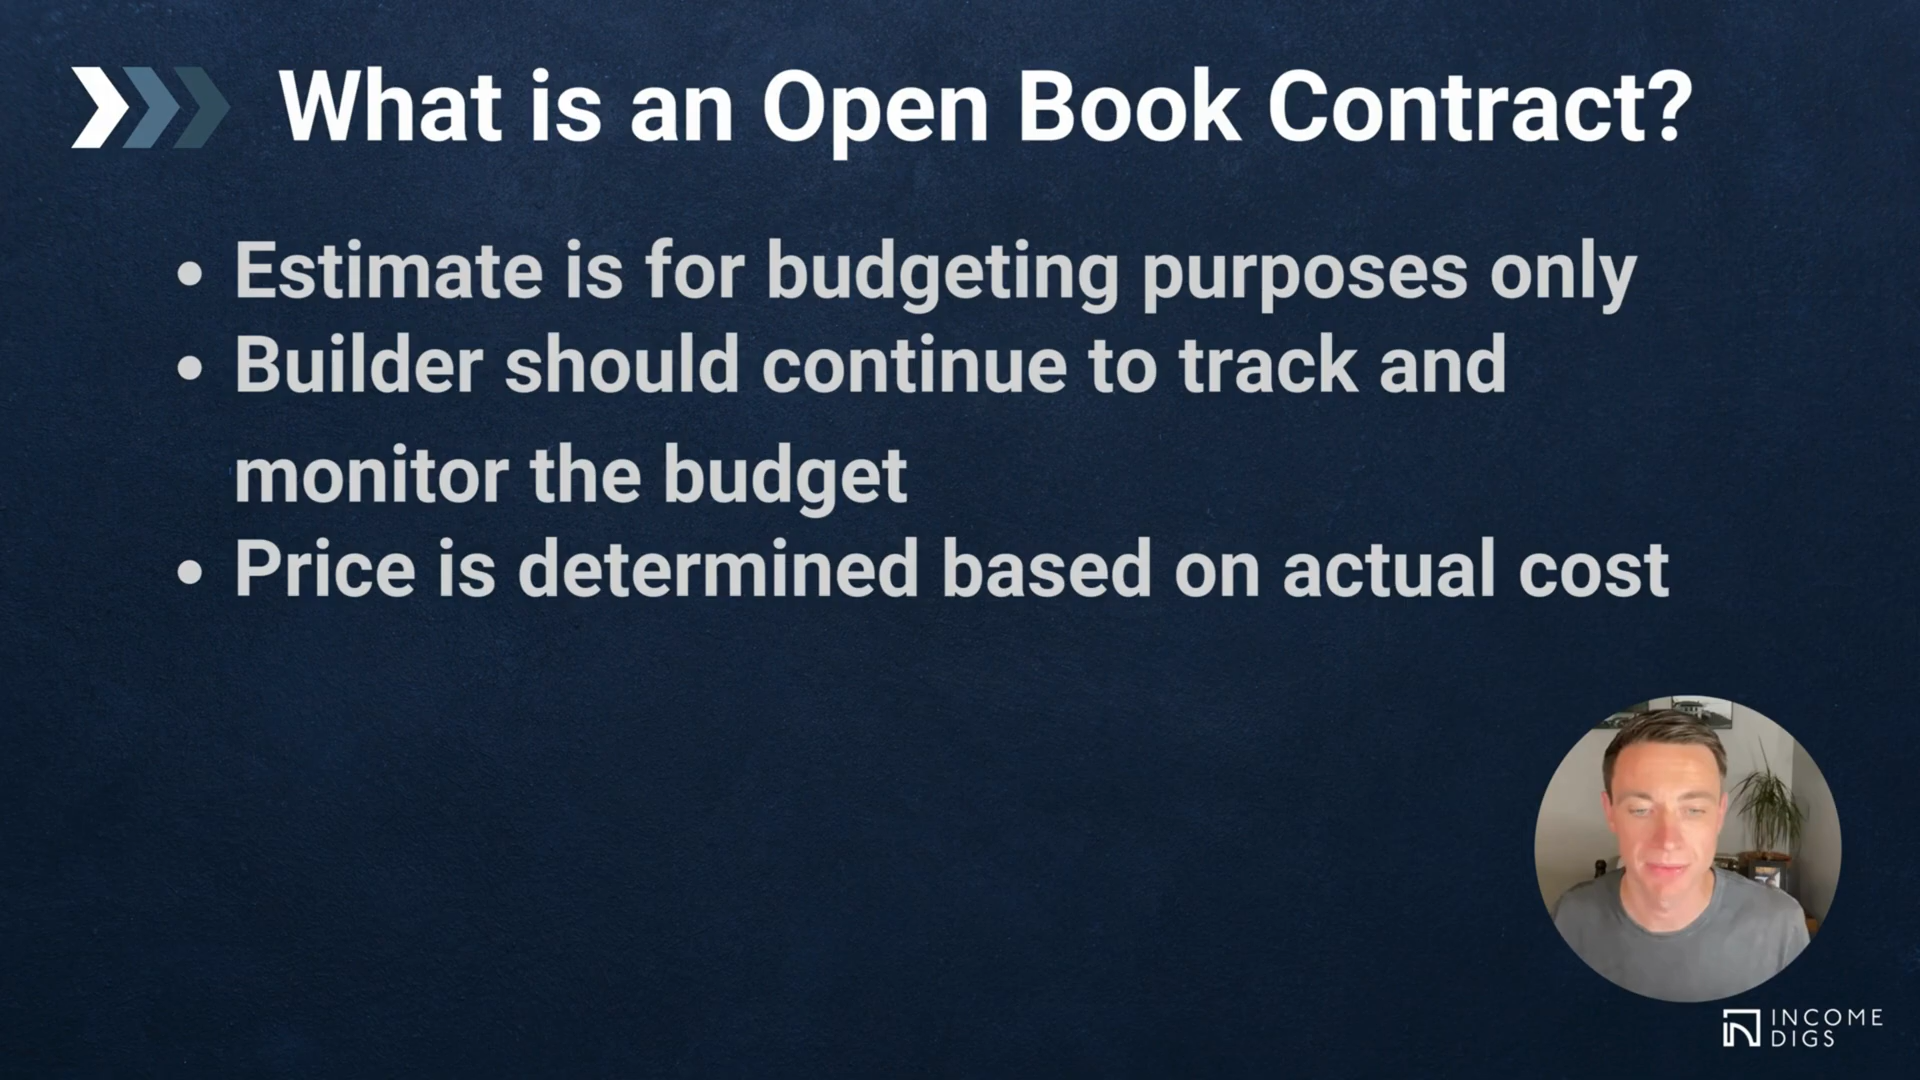 What is an Open Book Contract?
• Estimate is for budgeting purposes only
• Builder should continue to track and
monitor the budget
• Price is determined based on actual cost
INCOME
DIGS